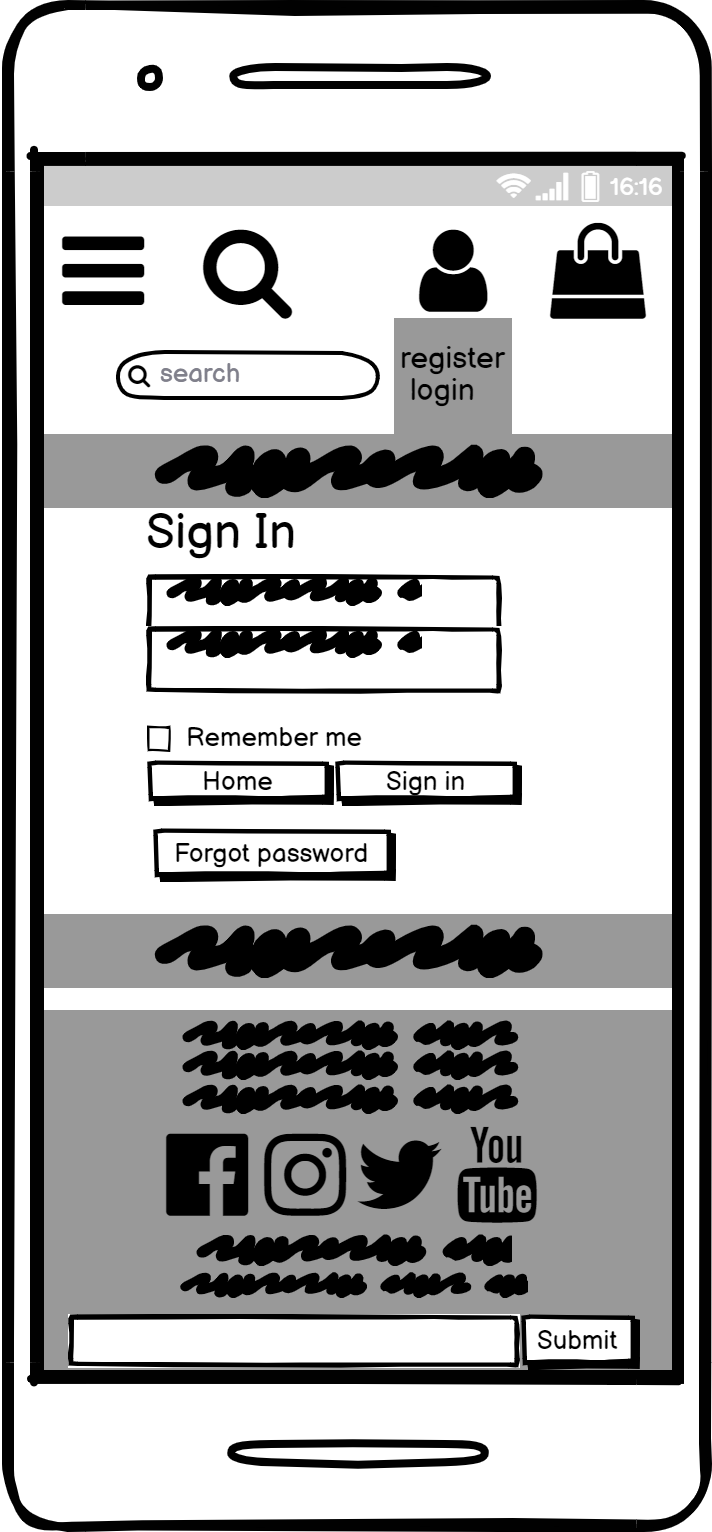 16:16
search
register
login
Sign In
Remember me
Home
Sign in
Forgot password
You
Tube
Submit